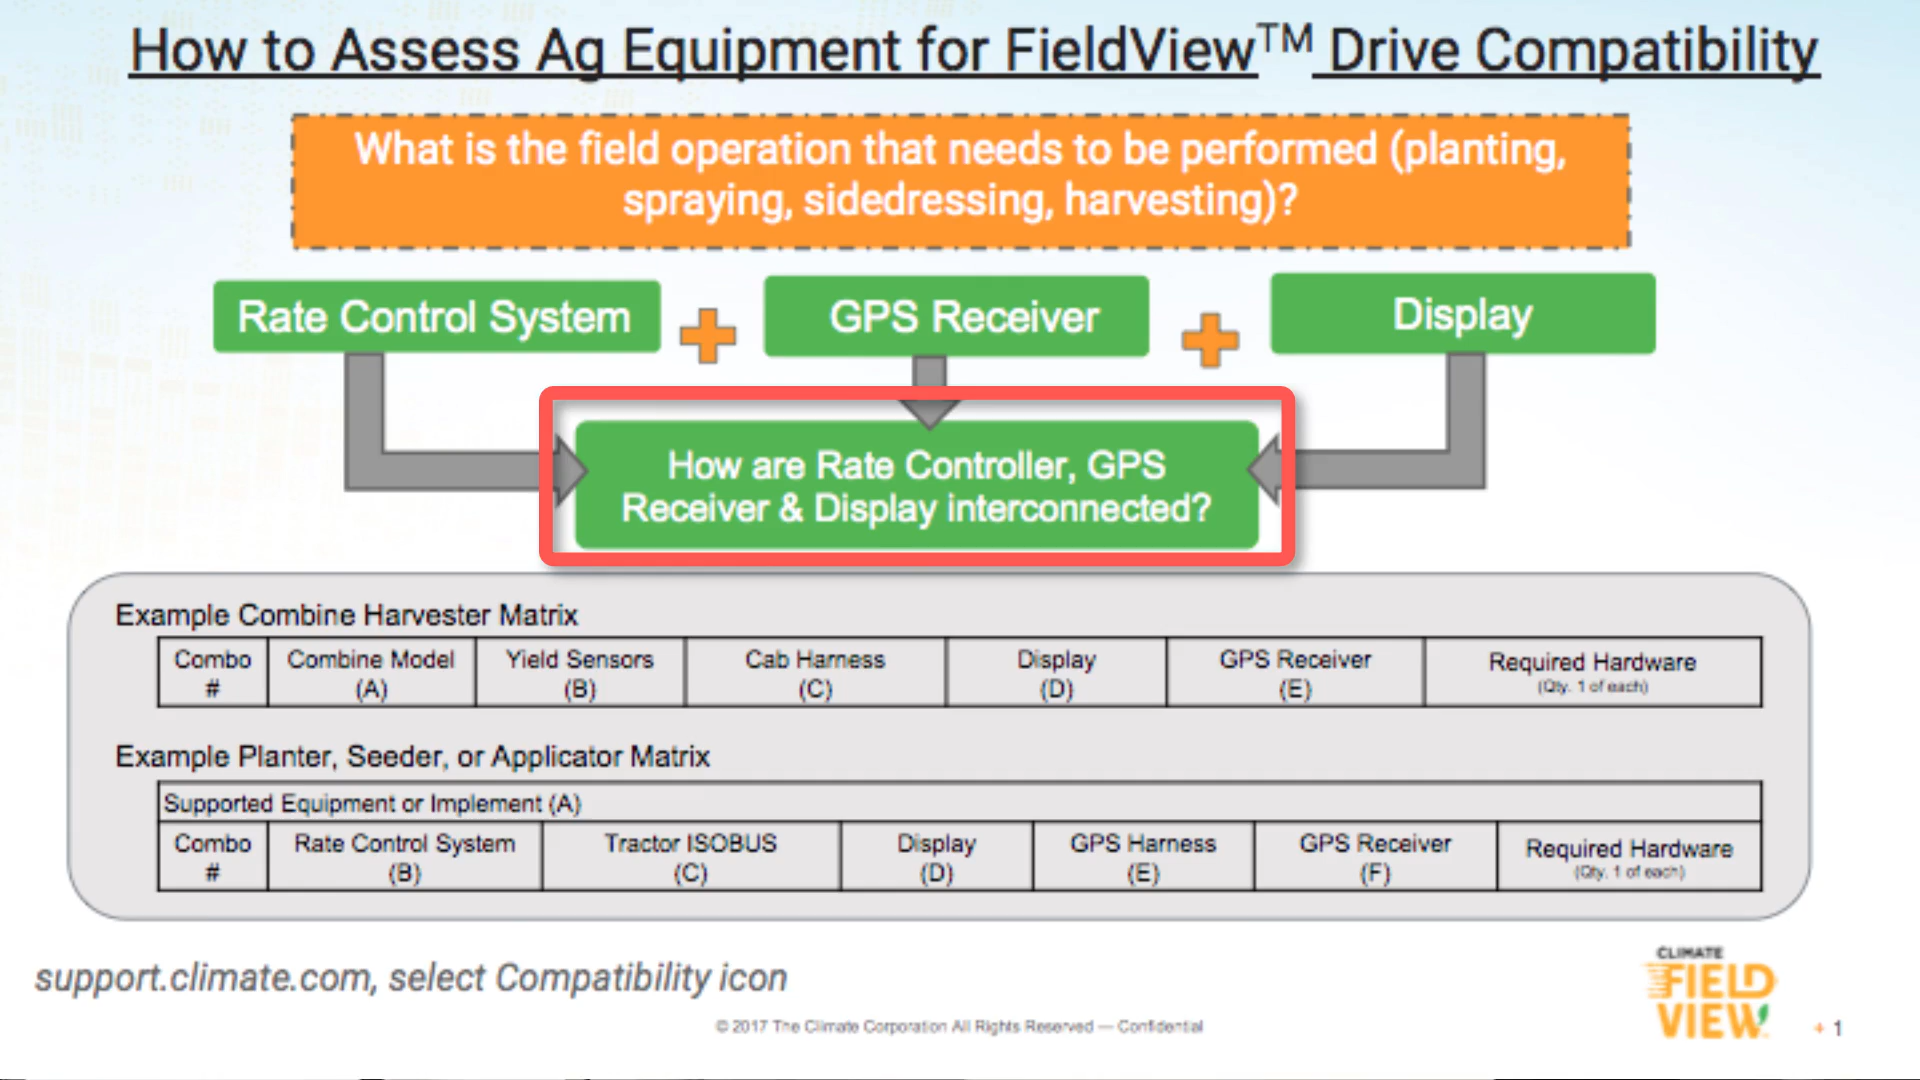 How to Assess Ag Equipment for FieldView™ Drive Compatibility
What is the field operation that needs to be performed (planting,
spraying, sidedressing, harvesting)?
Rate Control System
GPS Receiver
Display
How are Rate Controller, GPS
Receiver & Display interconnected?
Example Combine Harvester Matrix
Combo
#
Combine Model
(A)
Yield Sensors
(B)
Cab Harness
(C)
Display
(D)
GPS Receiver
(E)
Required Hardware
(Qty. 1 of each)
Example Planter, Seeder, or Applicator Matrix
Supported Equipment or Implement (A)
Combo
#
Rate Control System
(B)
Tractor ISOBUS
(C)
Display
(D)
GPS Harness
(E)
GPS Receiver
(F)
Required Hardware
(Qty. 1 of each)
support.climate.com, select Compatibility icon
CLIMATE
FIELD
VIEW
© 2017 The Climate Corporation All Rights Reserved — Confidential
+ 1